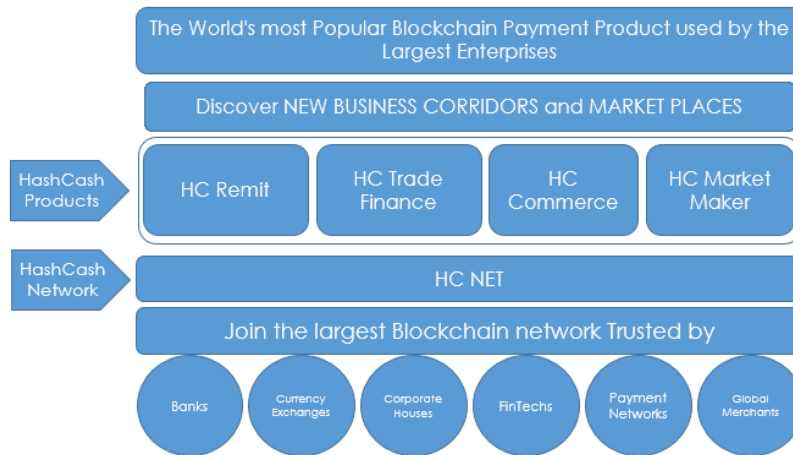 The World's most Popular Blockchain Payment Product used by the
Largest Enterprises
Discover NEW BUSINESS CORRIDORS and MARKET PLACES
HashCash
Products
HC Remit
HC Trade
Finance
HC
Commerce
HC Market
Maker
HashCash
Network
HC NET
Join the largest Blockchain network Trusted by
Banks
Currency
Exchanges
Corporate
Houses
FinTechs
Payment
Networks
Global
Merchants